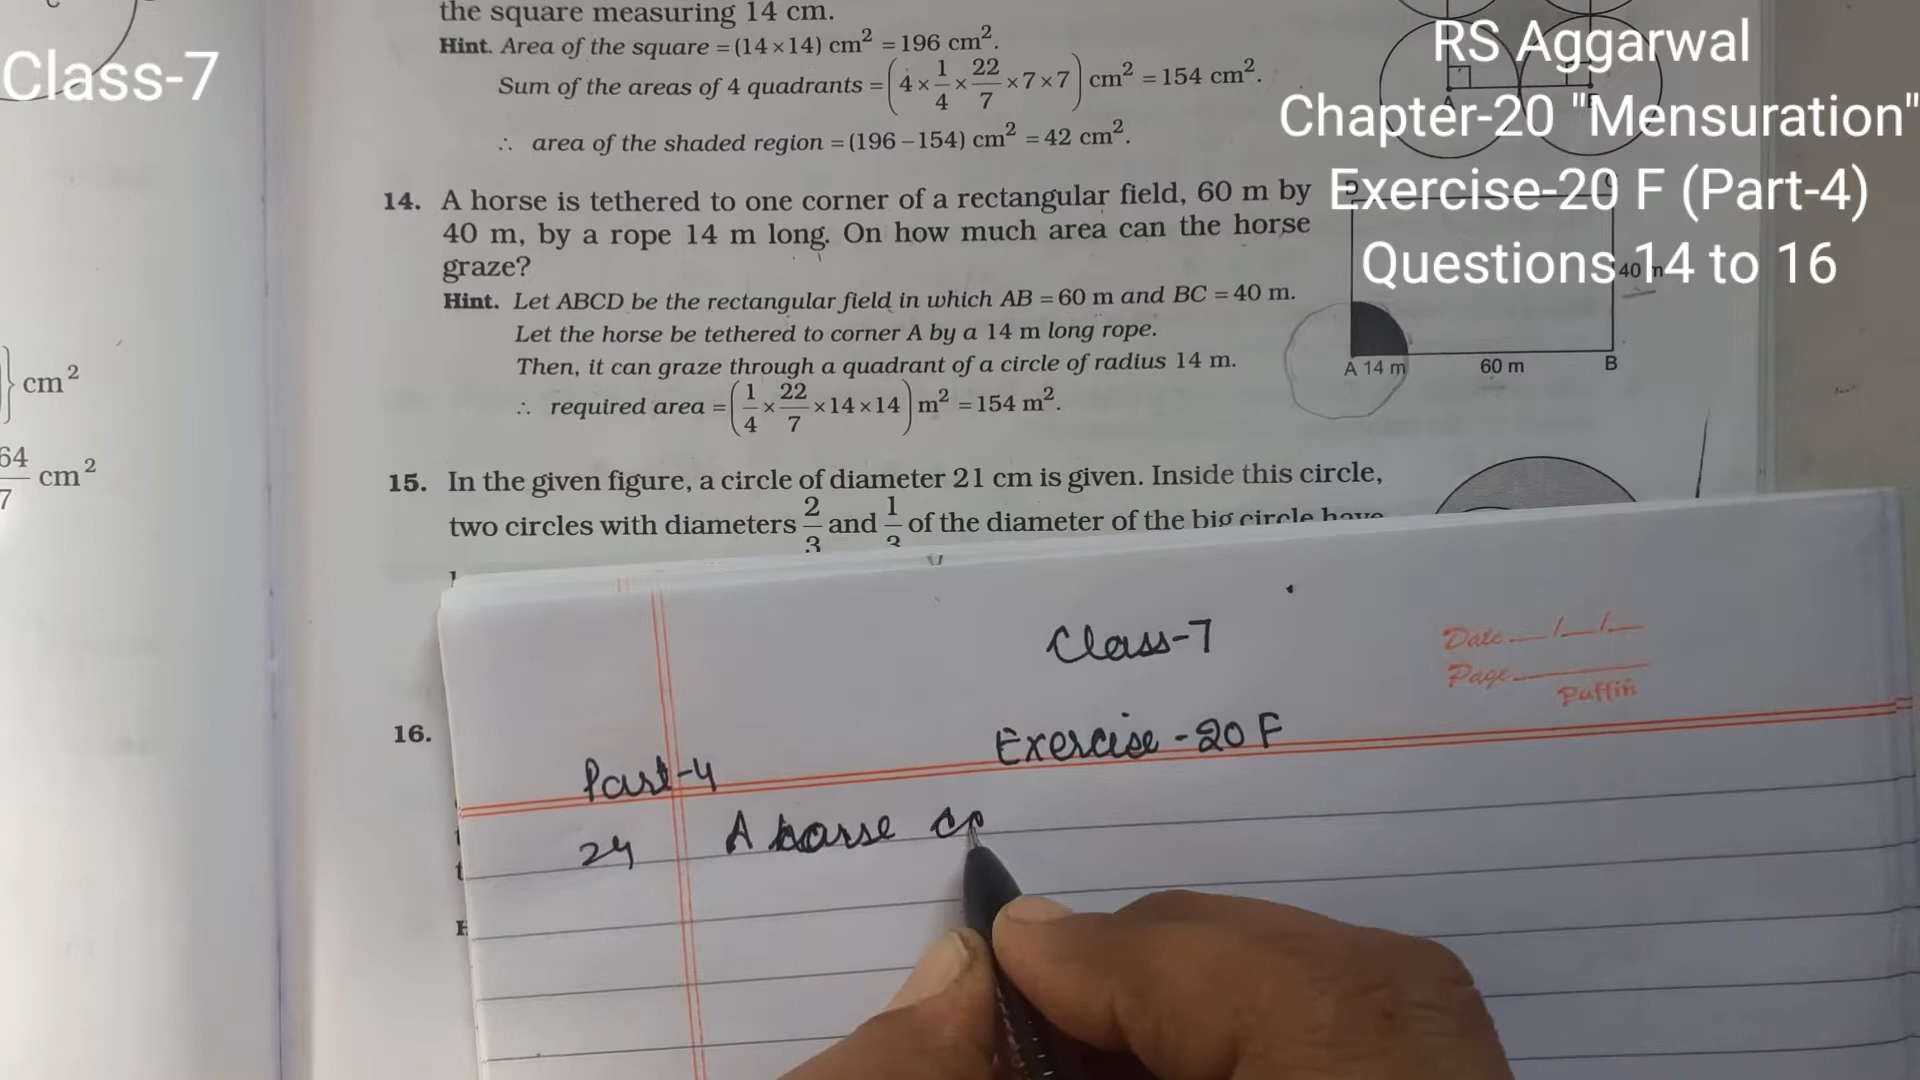 Class-7
RS Aggarwal
Chapter-20 "Mensuration"
Exercise-20 F (Part-4)
Questions 14 to 16
the square measuring 14 cm.
Hint. Area of the square = (14 × 14) cm² = 196 cm².
Sum of the areas of 4 quadrants = (4 × 1/4 × 22/7 × 7 × 7) cm² = 154 cm².
∴ area of the shaded region = (196 – 154) cm² = 42 cm².
14. A horse is tethered to one corner of a rectangular field, 60 m by
40 m, by a rope 14 m long. On how much area can the horse
graze?
Hint. Let ABCD be the rectangular field in which AB = 60 m and BC = 40 m.
Let the horse be tethered to corner A by a 14 m long rope.
Then, it can graze through a quadrant of a circle of radius 14 m.
∴ required area = (1/4 × 22/7 × 14 × 14) m² = 154 m².
40 m
A 14 m 60 m B
15. In the given figure, a circle of diameter 21 cm is given. Inside this circle,
two circles with diameters 2/3 and 1/3 of the diameter of the big circle have
16.
} cm²
64/7 cm²
Class-7
Date
Page
Puffin
Exercise-20 F
Part-4
24 A horse